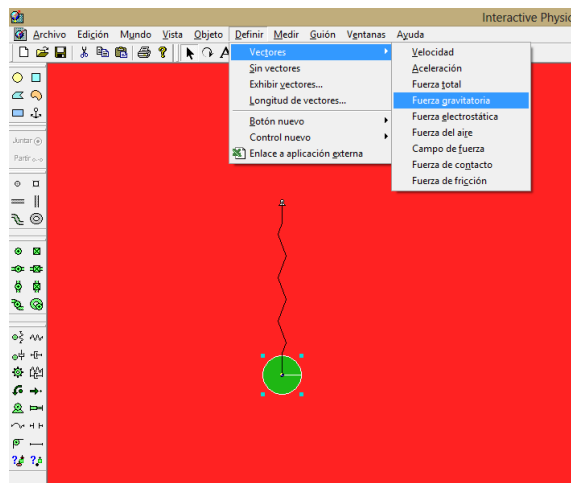 Interactive Physic
Archivo Edición Mundo Vista Objeto Definir Medir Guión Ventanas Ayuda
A
Vectores
Sin vectores
Exhibir vectores...
Longitud de vectores...
Botón nuevo
Control nuevo
Enlace a aplicación externa
Velocidad
Aceleración
Fuerza total
Fuerza gravitatoria
Fuerza electrostática
Fuerza del aire
Campo de fuerza
Fuerza de contacto
Fuerza de fricción
Juntar
Partir